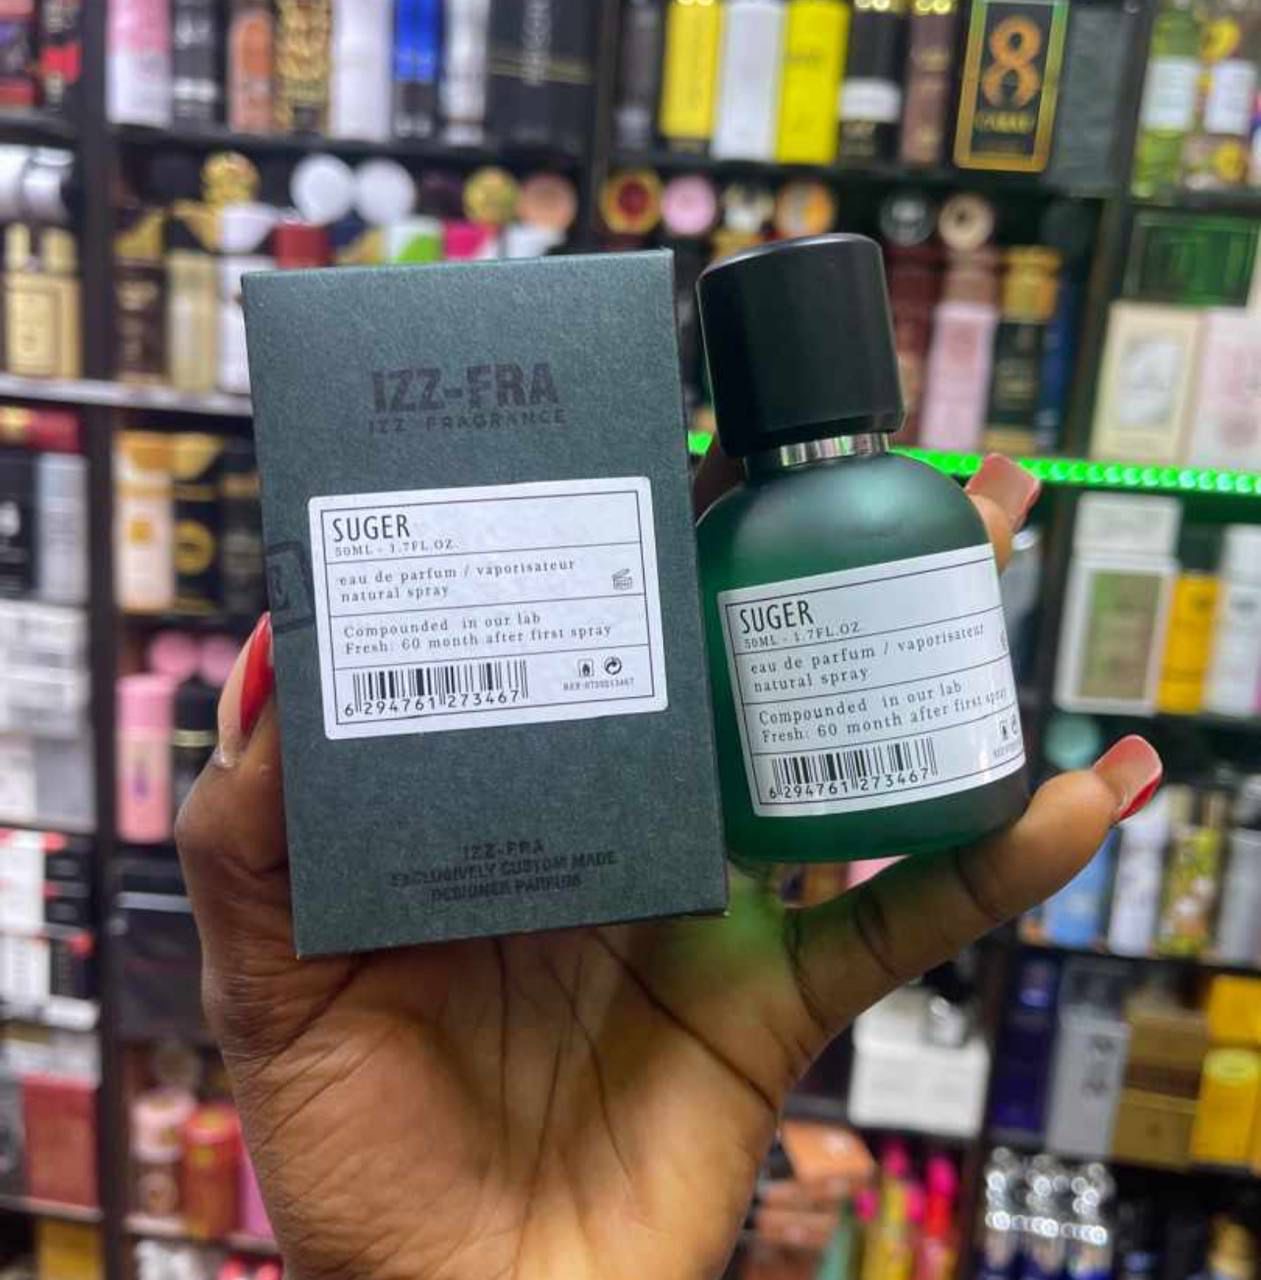 IZZ-FRA
IZZ FRAGRANCE
SUGER
50ML - 1.7FL.OZ.
eau de parfum / vaporisateur
natural spray
Compounded in our lab
Fresh: 60 month after first spray
6 294761 273467
IZZ-FRA
EXCLUSIVELY CUSTOM MADE
DESIGNER PARFUM
SUGER
50ML - 1.7FL.OZ
eau de parfum / vaporisateur
natural spray
Compounded in our lab
Fresh: 60 month after first spray
6 294761 273467